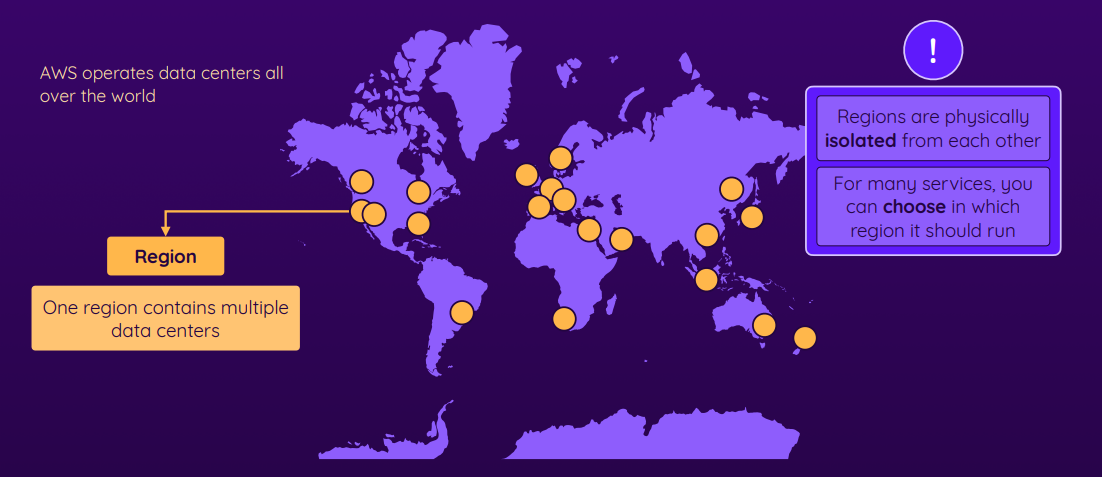 AWS operates data centers all
over the world
!
Regions are physically
isolated from each other
For many services, you
can choose in which
region it should run
Region
One region contains multiple
data centers